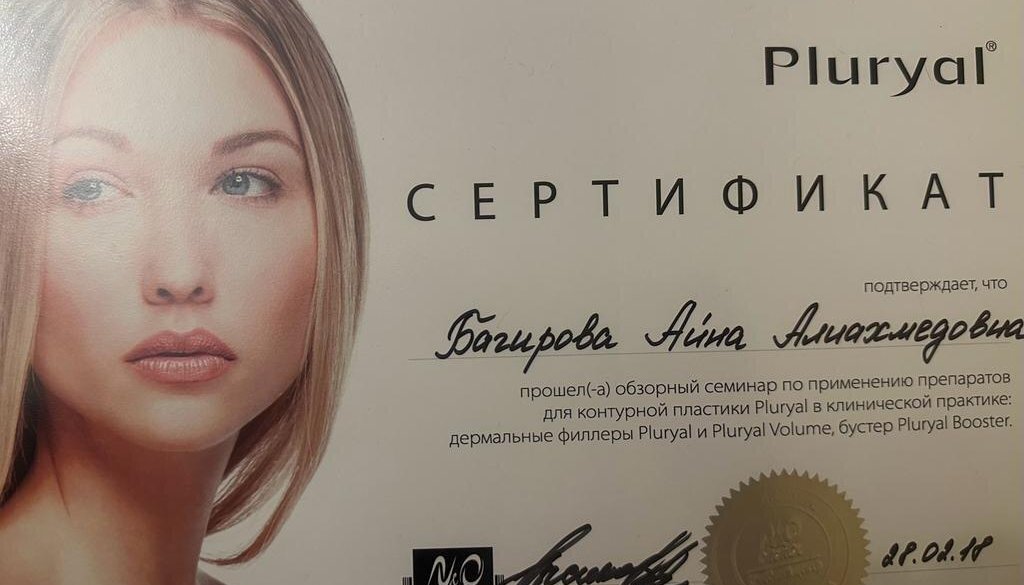 Pluryal®
СЕРТИФИКАТ
подтверждает, что
Багирова Айна Алиахмедовна
прошел(-а) обзорный семинар по применению препаратов
для контурной пластики Pluryal в клинической практике:
дермальные филлеры Pluryal и Pluryal Volume, бустер Pluryal Booster.
28.02.18